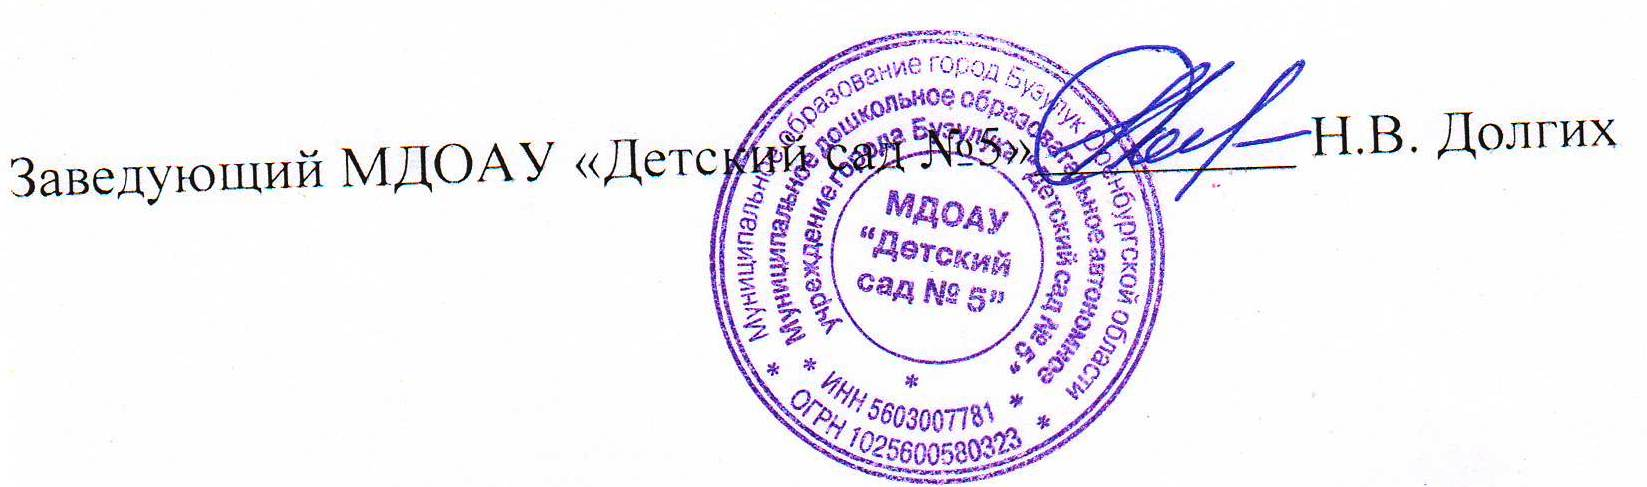 Заведующий МДОАУ «Детский сад №5» Н.В. Долгих
Муниципальное образование город Бузулук Оренбургской области
Муниципальное дошкольное образовательное автономное
учреждение города Бузулука "Детский сад № 5"
МДОАУ
“Детский
сад № 5”
* ИНН 5603007781 *
* ОГРН 1025600580323 *